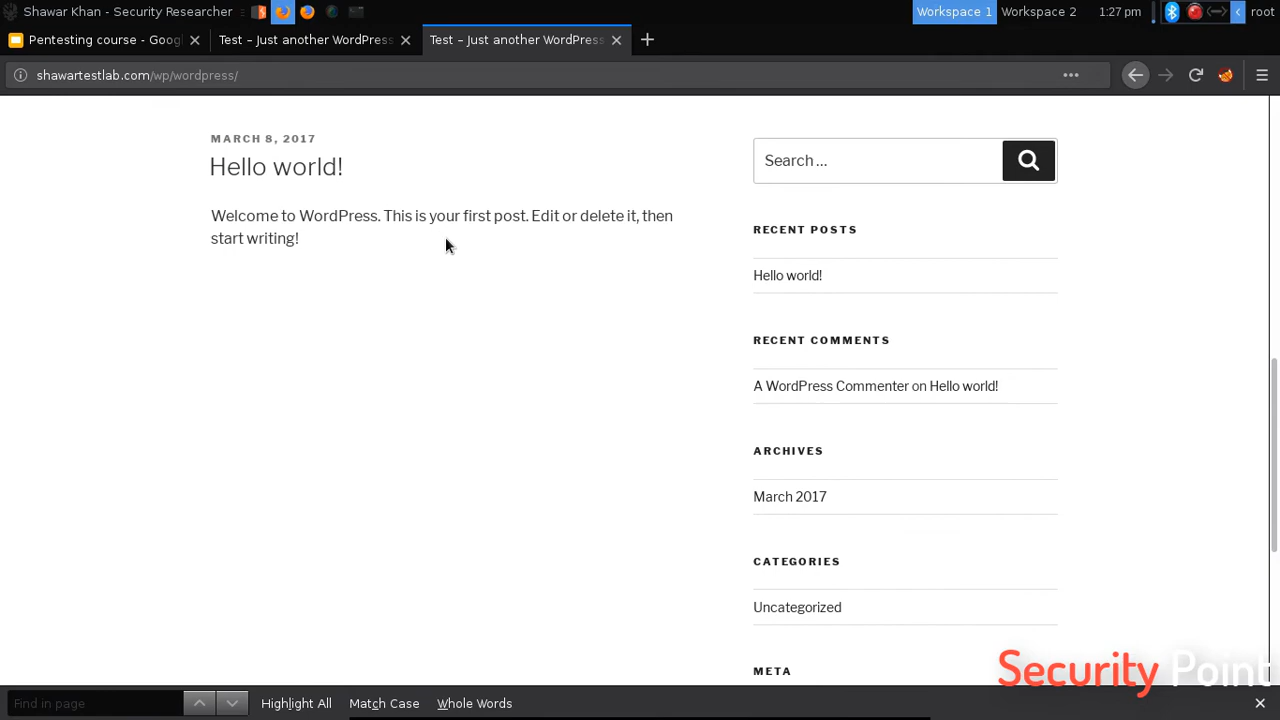 Shawar Khan - Security Researcher
Workspace 1 Workspace 2 1:27 pm root
Pentesting course - Goog Test – Just another WordPress Test – Just another WordPress
shawartestlab.com/wp/wordpress/
MARCH 8, 2017
Hello world!
Welcome to WordPress. This is your first post. Edit or delete it, then
start writing!
Search ...
RECENT POSTS
Hello world!
RECENT COMMENTS
A WordPress Commenter on Hello world!
ARCHIVES
March 2017
CATEGORIES
Uncategorized
META
Security Point
Find in page Highlight All Match Case Whole Words